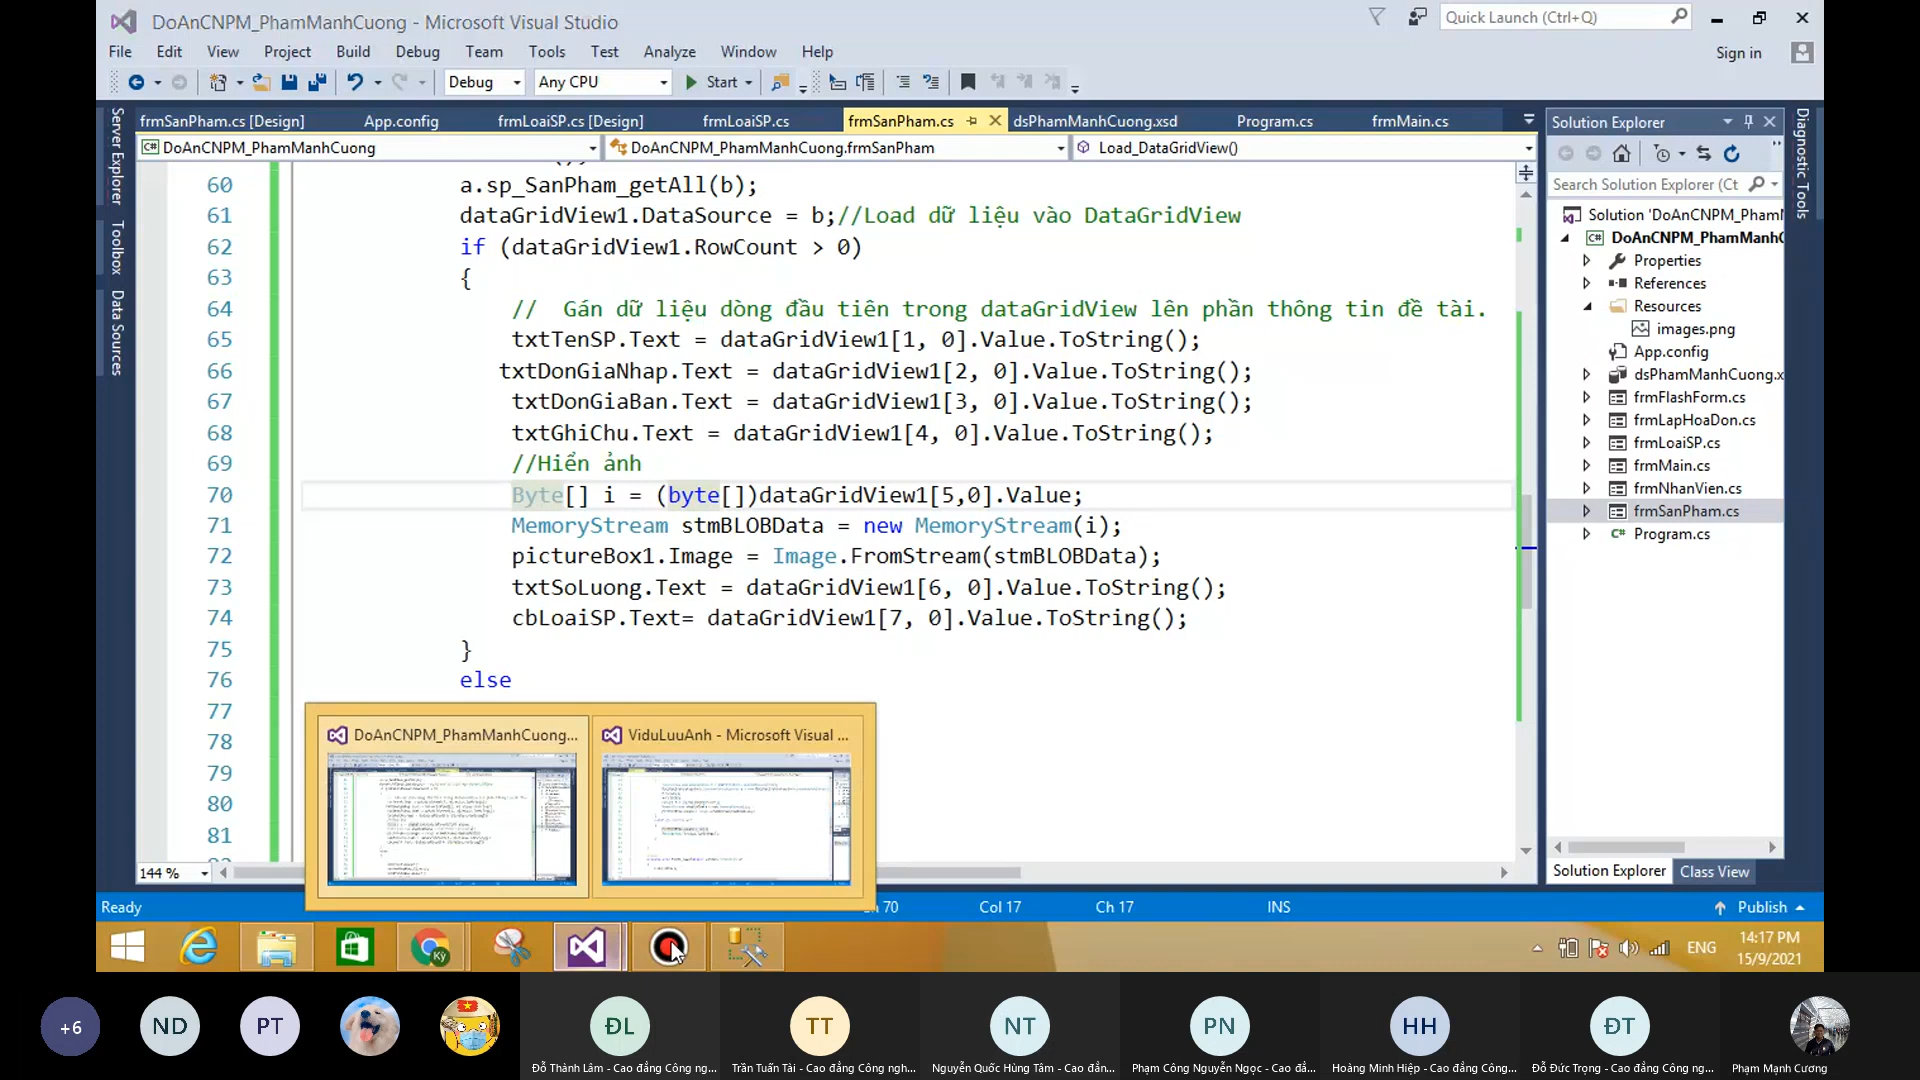 DoAnCNPM_PhamManhCuong - Microsoft Visual Studio
Quick Launch (Ctrl+Q)
File Edit View Project Build Debug Team Tools Test Analyze Window Help
Sign in
Debug Any CPU Start
frmSanPham.cs [Design] App.config frmLoaiSP.cs [Design] frmLoaiSP.cs frmSanPham.cs dsPhamManhCuong.xsd Program.cs frmMain.cs
DoAnCNPM_PhamManhCuong DoAnCNPM_PhamManhCuong.frmSanPham Load_DataGridView()
Server Explorer
Toolbox
Data Sources
60 a.sp_SanPham_getAll(b);
61 dataGridView1.DataSource = b;//Load dữ liệu vào DataGridView
62 if (dataGridView1.RowCount > 0)
63 {
64 // Gán dữ liệu dòng đầu tiên trong dataGridView lên phần thông tin đề tài.
65 txtTenSP.Text = dataGridView1[1, 0].Value.ToString();
66 txtDonGiaNhap.Text = dataGridView1[2, 0].Value.ToString();
67 txtDonGiaBan.Text = dataGridView1[3, 0].Value.ToString();
68 txtGhiChu.Text = dataGridView1[4, 0].Value.ToString();
69 //Hiển ảnh
70 Byte[] i = (byte[])dataGridView1[5,0].Value;
71 MemoryStream stmBLOBData = new MemoryStream(i);
72 pictureBox1.Image = Image.FromStream(stmBLOBData);
73 txtSoLuong.Text = dataGridView1[6, 0].Value.ToString();
74 cbLoaiSP.Text= dataGridView1[7, 0].Value.ToString();
75 }
76 else
77
78
79
80
81
DoAnCNPM_PhamManhCuong...
ViduLuuAnh - Microsoft Visual ...
144 %
Solution Explorer
Search Solution Explorer (Ct
Solution 'DoAnCNPM_PhamM
DoAnCNPM_PhamManhC
Properties
References
Resources
images.png
App.config
dsPhamManhCuong.x
frmFlashForm.cs
frmLapHoaDon.cs
frmLoaiSP.cs
frmMain.cs
frmNhanVien.cs
frmSanPham.cs
Program.cs
Solution Explorer Class View
Diagnostic Tools
Ready 70 Col 17 Ch 17 INS Publish
Kỳ
ENG
14:17 PM
15/9/2021
+6 ND PT ĐL TT NT PN HH ĐT
Đỗ Thành Lâm - Cao đẳng Công ng...
Trần Tuấn Tài - Cao đẳng Công ngh...
Nguyễn Quốc Hùng Tâm - Cao đẳn...
Phạm Công Nguyễn Ngọc - Cao đẳ...
Hoàng Minh Hiệp - Cao đẳng Công...
Đỗ Đức Trọng - Cao đẳng Công ng...
Phạm Mạnh Cương